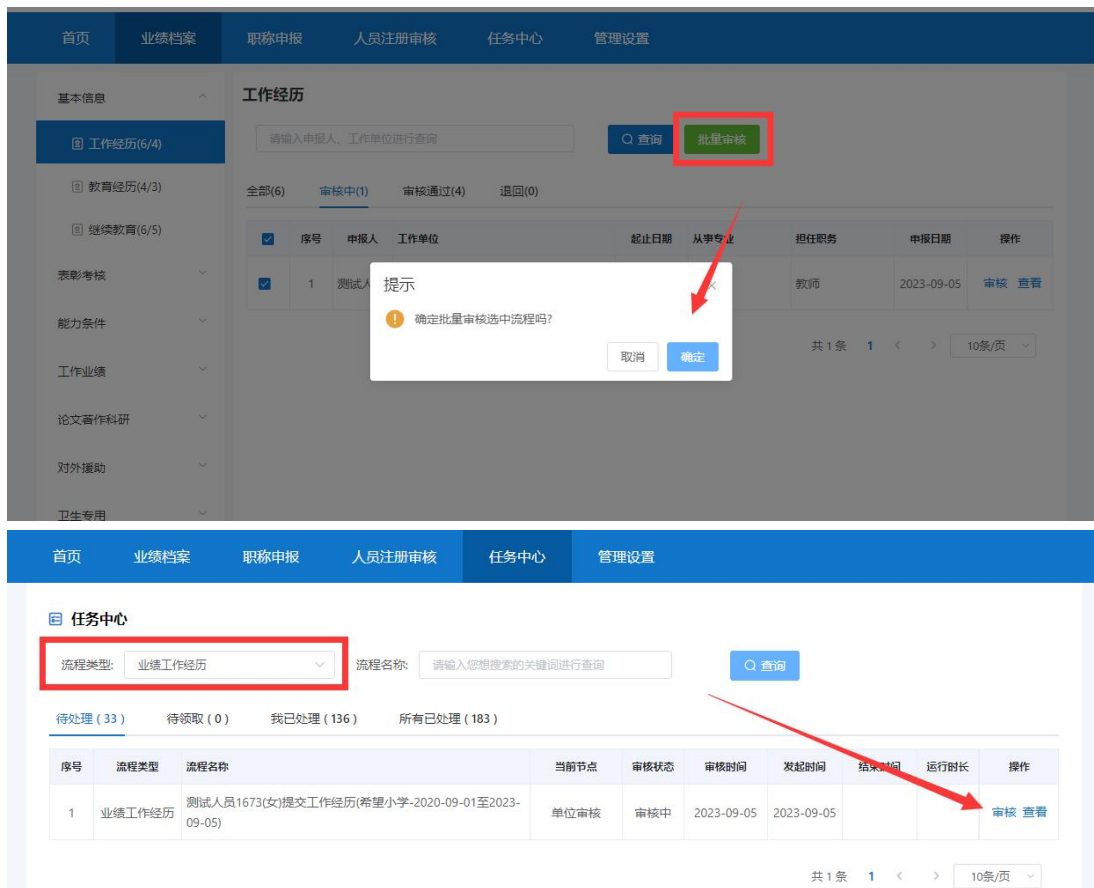 首页 业绩档案 职称申报 人员注册审核 任务中心 管理设置
基本信息 工作经历
工作经历(6/4) 请输入申报人、工作单位进行查询 查询 批量审核
教育经历(4/3) 全部(6) 审核中(1) 审核通过(4) 退回(0)
继续教育(6/5) 序号 申报人 工作单位 起止日期 从事专业 担任职务 申报日期 操作
表彰考核 1 测试人 提示 教师 2023-09-05 审核 查看
能力条件 确定批量审核选中流程吗?
取消 确定 共1条 1 10条/页
工作业绩
论文著作科研
对外援助
卫生专用
首页 业绩档案 职称申报 人员注册审核 任务中心 管理设置
任务中心
流程类型: 业绩工作经历 流程名称: 请输入您想搜索的关键词进行查询 查询
待处理 ( 33 ) 待领取 ( 0 ) 我已处理 ( 136 ) 所有已处理 ( 183 )
序号 流程类型 流程名称 当前节点 审核状态 审核时间 发起时间 结束时间 运行时长 操作
1 业绩工作经历 测试人员1673(女)提交工作经历(希望小学-2020-09-01至2023-09-05) 单位审核 审核中 2023-09-05 2023-09-05 审核 查看
共1条 1 10条/页